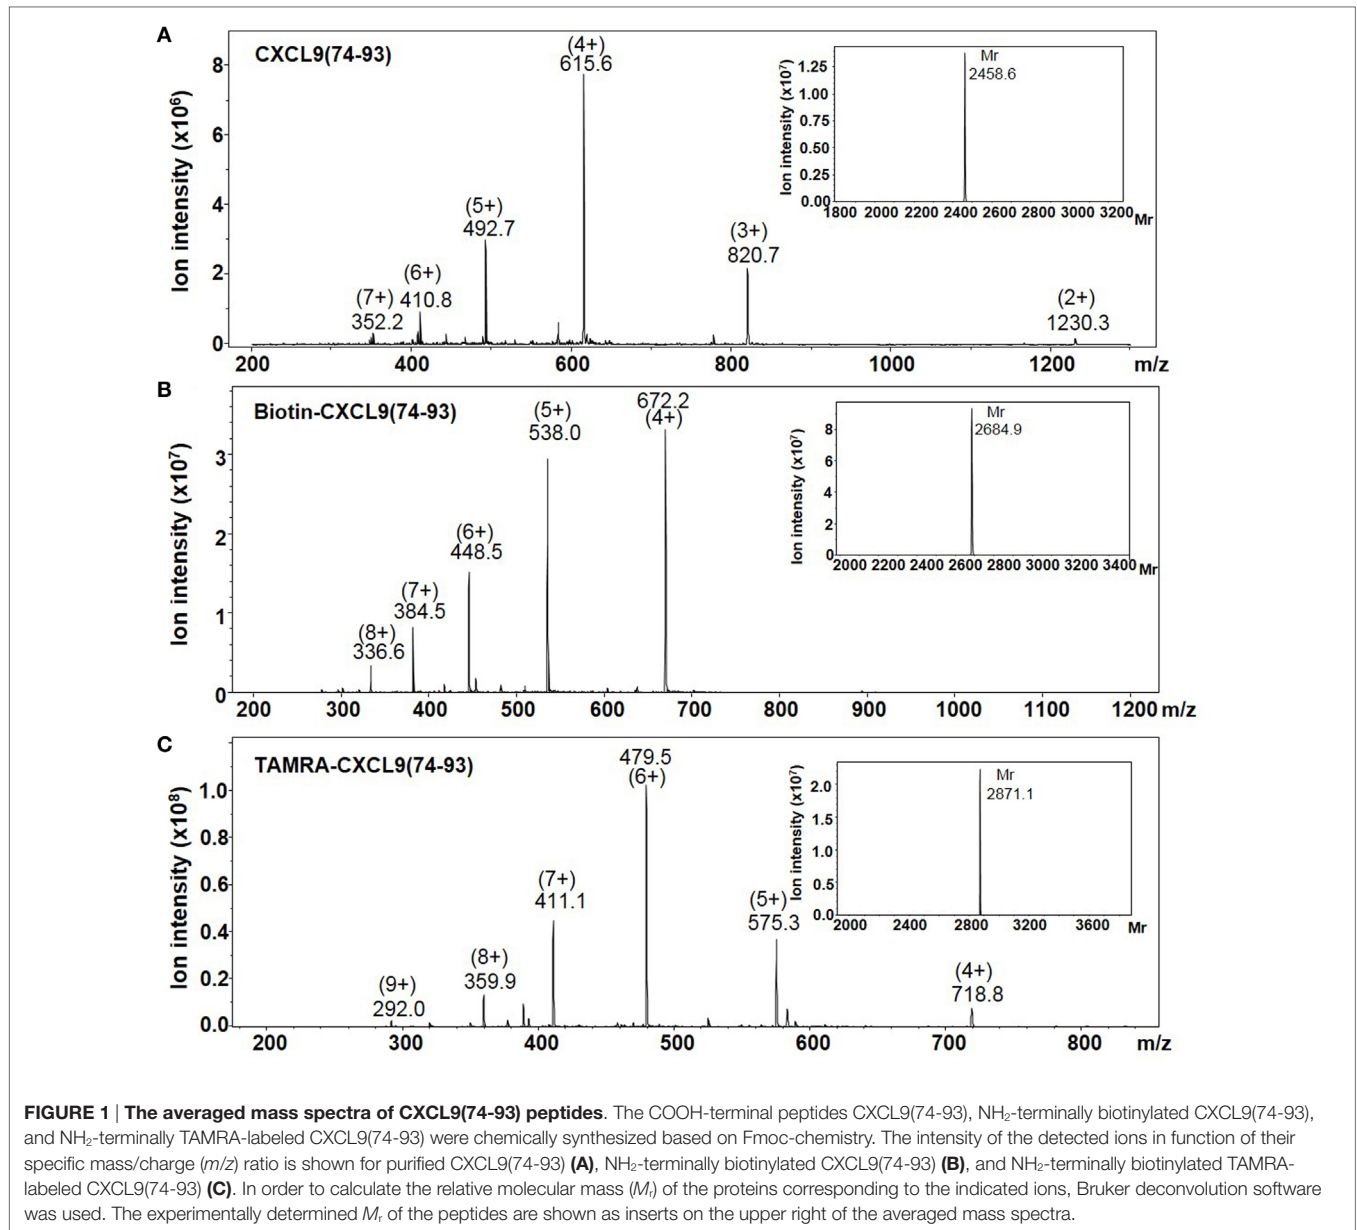 A
CXCL9(74-93)
Ion intensity (x10⁶)
8
6
4
2
0
(7+)
352.2
(6+)
410.8
(5+)
492.7
(4+)
615.6
(3+)
820.7
(2+)
1230.3
200 400 600 800 1000 1200 m/z
Ion intensity (x10⁷)
1.25
1.00
0.75
0.50
0.25
0.00
Mr
2458.6
1800 2000 2200 2400 2600 2800 3000 3200 Mr
B
Biotin-CXCL9(74-93)
Ion intensity (x10⁷)
3
2
1
0
(8+)
336.6
(7+)
384.5
(6+)
448.5
(5+)
538.0
672.2
(4+)
200 300 400 500 600 700 800 900 1000 1100 1200 m/z
Ion intensity (x10⁷)
8
6
4
2
0
Mr
2684.9
2000 2200 2400 2600 2800 3000 3200 3400 Mr
C
TAMRA-CXCL9(74-93)
Ion intensity (x10⁸)
1.0
0.8
0.6
0.4
0.2
0.0
(9+)
292.0
(8+)
359.9
(7+)
411.1
479.5
(6+)
(5+)
575.3
(4+)
718.8
200 300 400 500 600 700 800 m/z
Ion intensity (x10⁷)
2.0
1.5
1.0
0.5
0.0
Mr
2871.1
2000 2400 2800 3200 3600 Mr
FIGURE 1 | The averaged mass spectra of CXCL9(74-93) peptides. The COOH-terminal peptides CXCL9(74-93), NH₂-terminally biotinylated CXCL9(74-93),
and NH₂-terminally TAMRA-labeled CXCL9(74-93) were chemically synthesized based on Fmoc-chemistry. The intensity of the detected ions in function of their
specific mass/charge (m/z) ratio is shown for purified CXCL9(74-93) (A), NH₂-terminally biotinylated CXCL9(74-93) (B), and NH₂-terminally biotinylated TAMRA-
labeled CXCL9(74-93) (C). In order to calculate the relative molecular mass (Mᵣ) of the proteins corresponding to the indicated ions, Bruker deconvolution software
was used. The experimentally determined Mᵣ of the peptides are shown as inserts on the upper right of the averaged mass spectra.